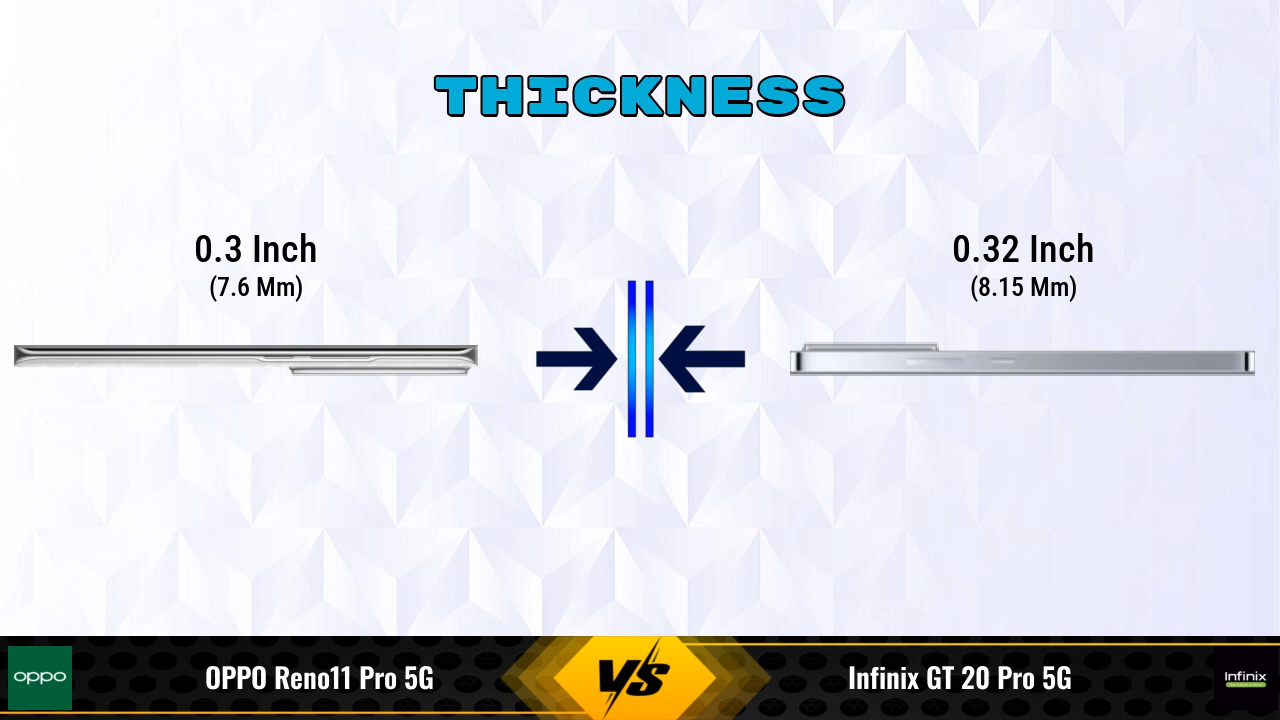 THICKNESS
0.3 Inch
(7.6 Mm)
0.32 Inch
(8.15 Mm)
oppo
OPPO Reno11 Pro 5G
VS
Infinix GT 20 Pro 5G
Infinix